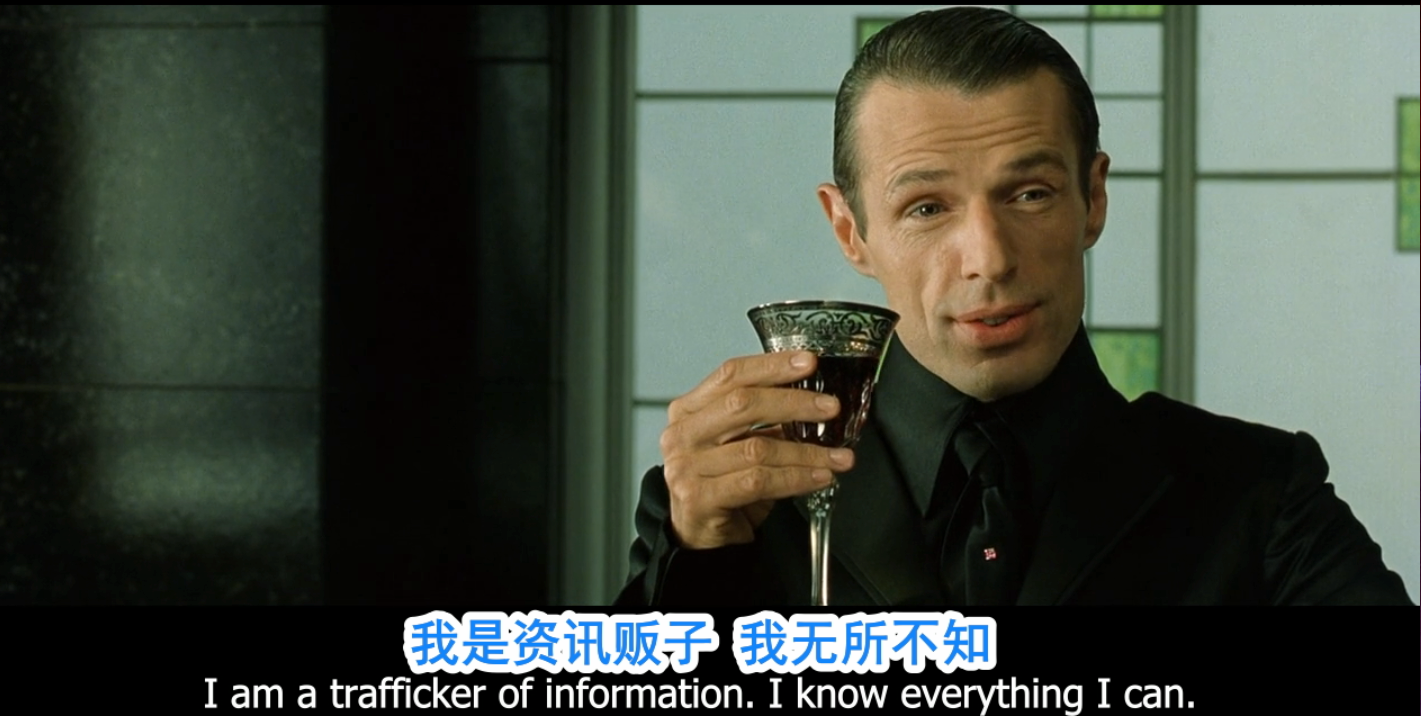 我是资讯贩子 我无所不知
I am a trafficker of information. I know everything I can.